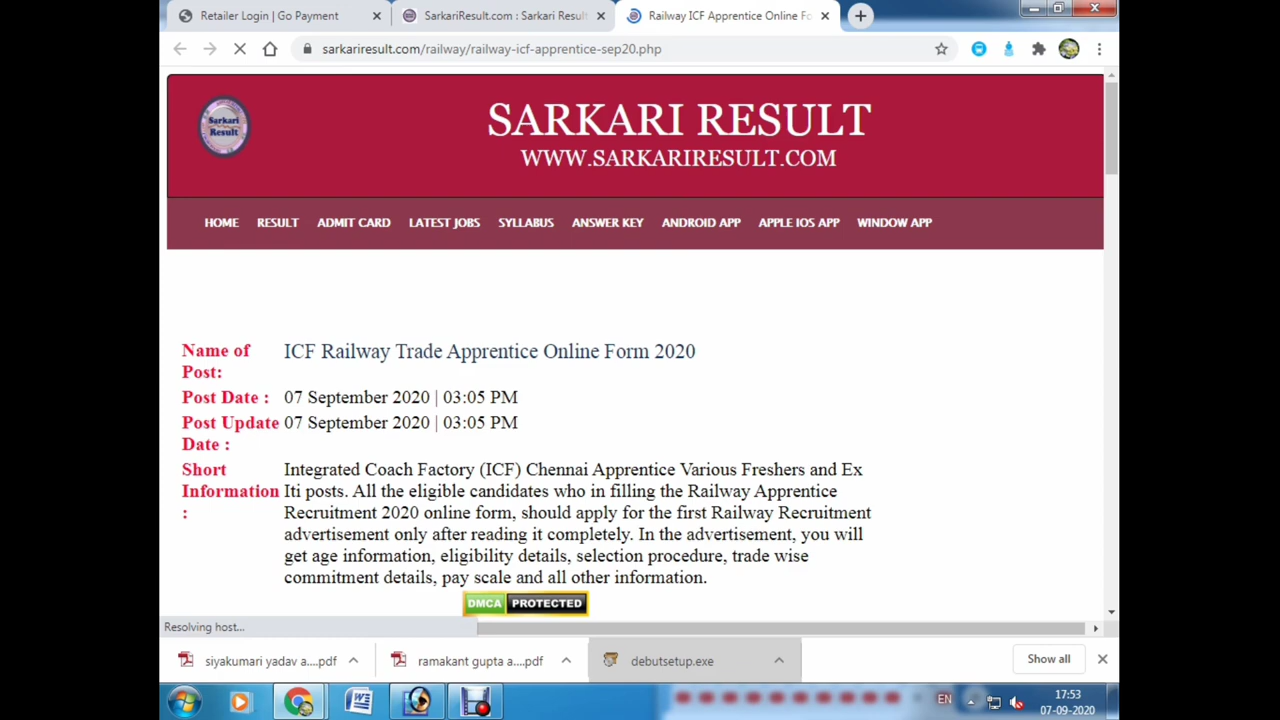 Retailer Login | Go Payment
SarkariResult.com : Sarkari Resul
Railway ICF Apprentice Online Fo
sarkariresult.com/railway/railway-icf-apprentice-sep20.php
Sarkari
Result
SARKARI RESULT
WWW.SARKARIRESULT.COM
HOME RESULT ADMIT CARD LATEST JOBS SYLLABUS ANSWER KEY ANDROID APP APPLE IOS APP WINDOW APP
Name of
Post:
ICF Railway Trade Apprentice Online Form 2020
Post Date : 07 September 2020 | 03:05 PM
Post Update
Date :
07 September 2020 | 03:05 PM
Short
Information
:
Integrated Coach Factory (ICF) Chennai Apprentice Various Freshers and Ex
Iti posts. All the eligible candidates who in filling the Railway Apprentice
Recruitment 2020 online form, should apply for the first Railway Recruitment
advertisement only after reading it completely. In the advertisement, you will
get age information, eligibility details, selection procedure, trade wise
commitment details, pay scale and all other information.
DMCA PROTECTED
Resolving host...
siyakumari yadav a....pdf
ramakant gupta a....pdf
debutsetup.exe
Show all
EN
17:53
07-09-2020